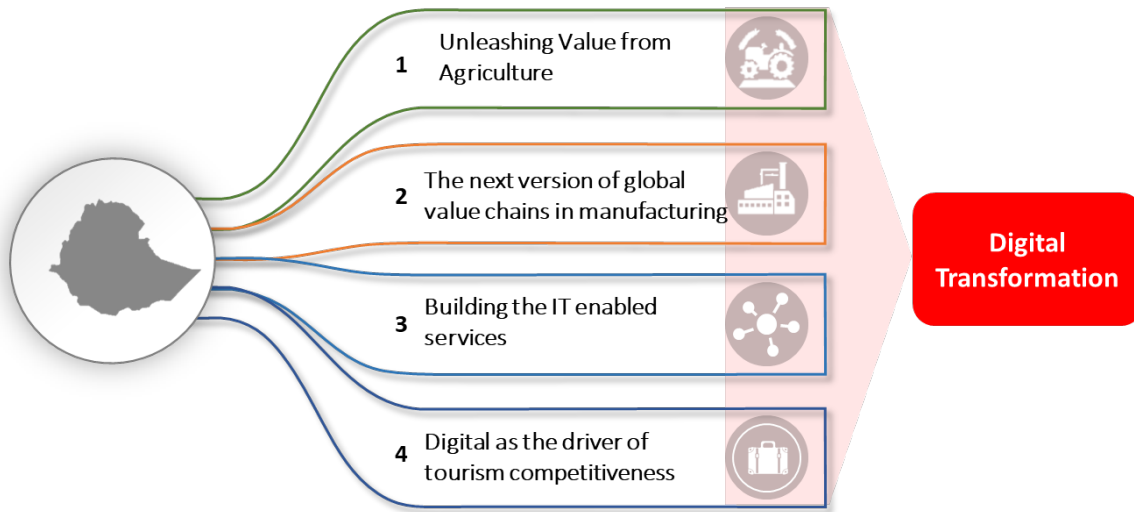 1
Unleashing Value from
Agriculture
2
The next version of global
value chains in manufacturing
3
Building the IT enabled
services
4
Digital as the driver of
tourism competitiveness
Digital
Transformation